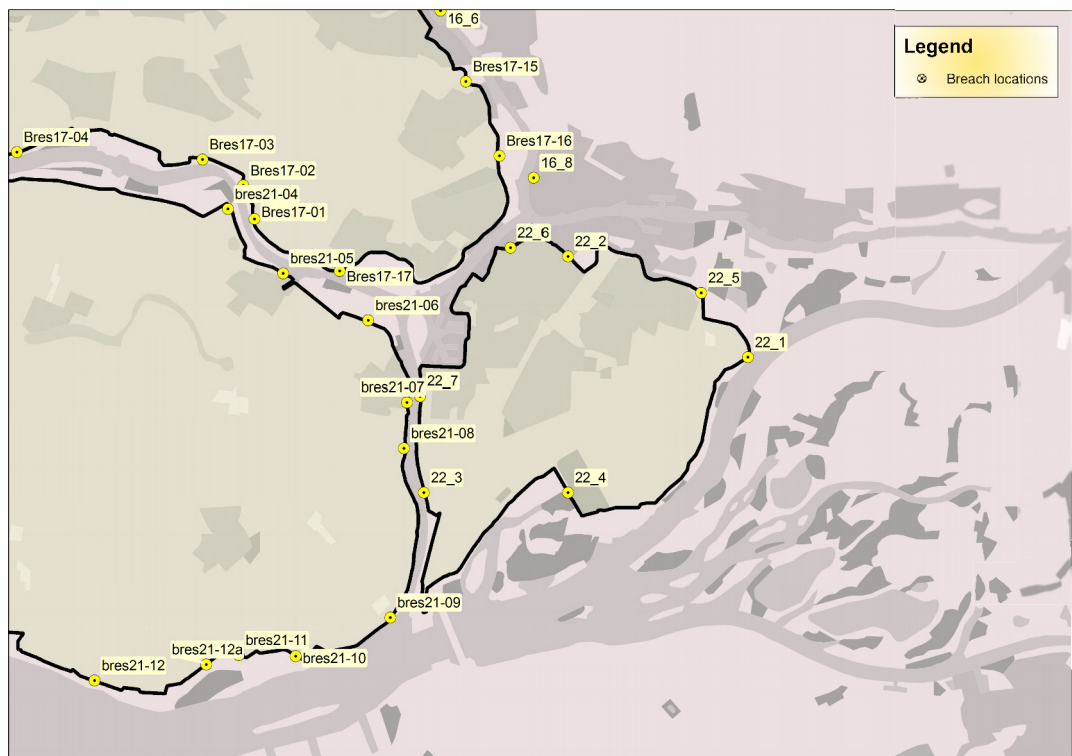 16_6
Legend
Bres17-15
Breach locations
Bres17-04
Bres17-03
Bres17-16
16_8
Bres17-02
bres21-04
Bres17-01
22_6
22_2
bres21-05
Bres17-17
22_5
bres21-06
22_1
22_7
bres21-07
bres21-08
22_3
22_4
bres21-09
bres21-11
bres21-12a
bres21-10
bres21-12